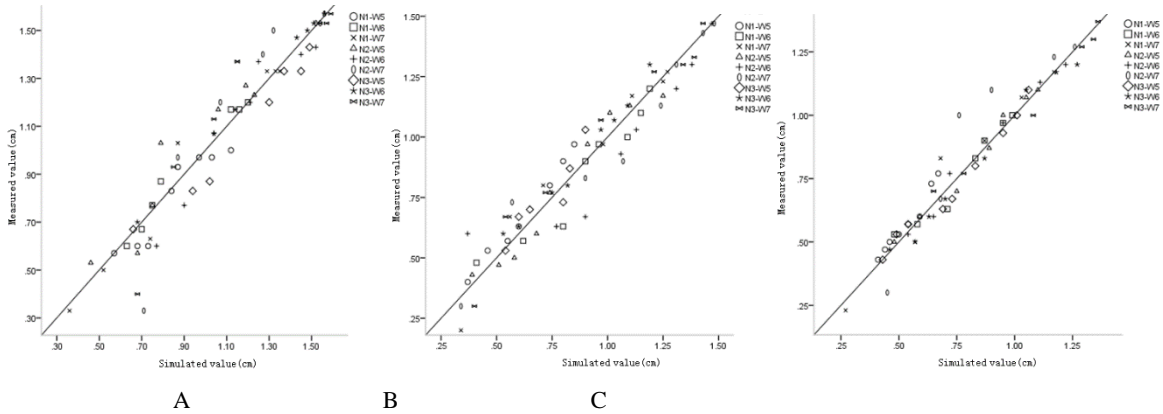 1.50
1.30
1.10
.90
.70
.50
.30
Measured value(cm)
.30 .50 .70 .90 1.10 1.30 1.50
Simulated value(cm)
N1-W5
N1-W6
N1-W7
N2-W5
N2-W6
N2-W7
N3-W5
N3-W6
N3-W7
1.50
1.25
1.00
.75
.50
.25
Measured value(cm)
.25 .50 .75 1.00 1.25 1.50
Simulated value(cm)
N1-W5
N1-W6
N1-W7
N2-W5
N2-W6
N2-W7
N3-W5
N3-W6
N3-W7
1.25
1.00
.75
.50
.25
Measured value(cm)
.25 .50 .75 1.00 1.25
Simulated value(cm)
N1-W5
N1-W6
N1-W7
N2-W5
N2-W6
N2-W7
N3-W5
N3-W6
N3-W7
A B C